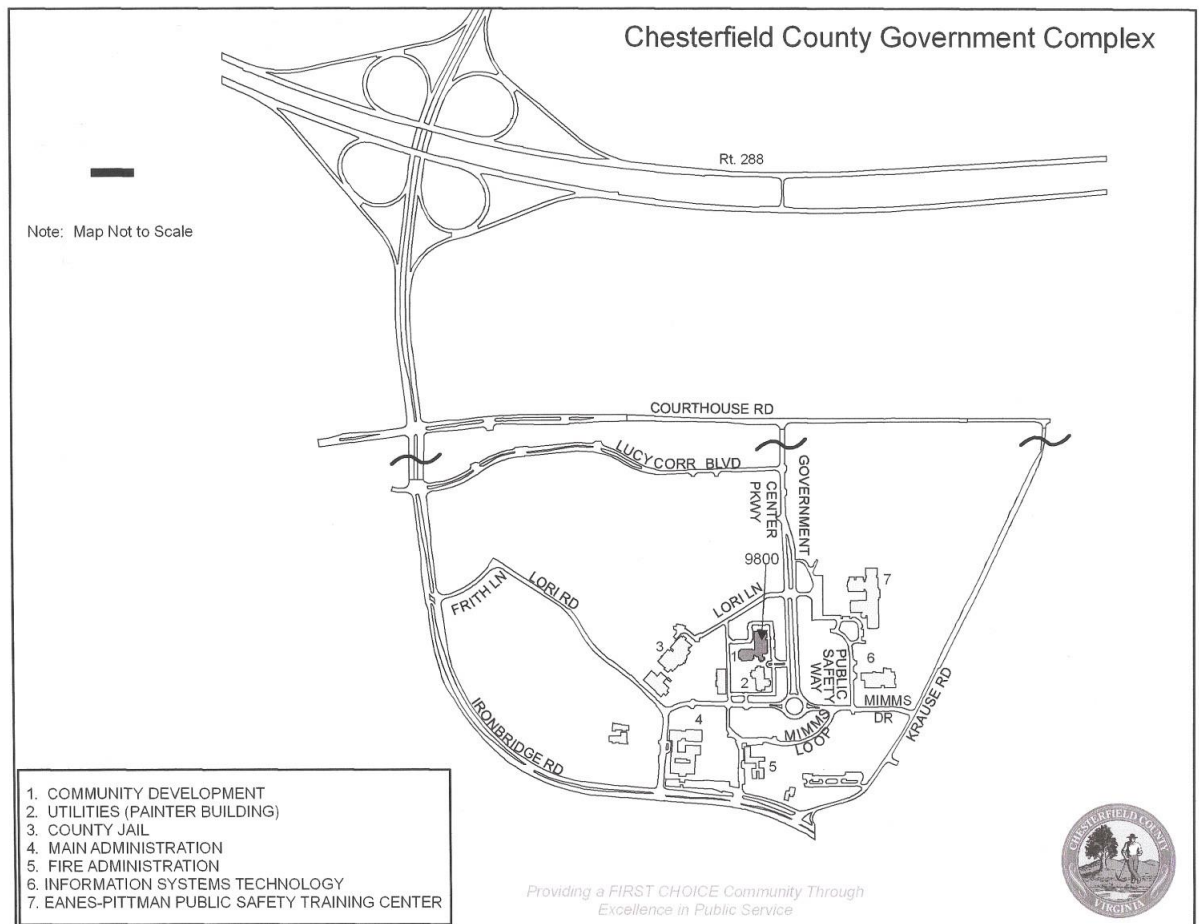 Chesterfield County Government Complex
Rt. 288
Note: Map Not to Scale
COURTHOUSE RD
LUCY CORR BLVD
GOVERNMENT
CENTER
PKWY
9800
7
FRITH LN
LORI RD
LORI LN
3
1
2
PUBLIC
SAFETY
WAY
6
MIMMS
DR
KRAUSE RD
IRONBRIDGE RD
4
MIMMS
LOOP
5
1. COMMUNITY DEVELOPMENT
2. UTILITIES (PAINTER BUILDING)
3. COUNTY JAIL
4. MAIN ADMINISTRATION
5. FIRE ADMINISTRATION
6. INFORMATION SYSTEMS TECHNOLOGY
7. EANES-PITTMAN PUBLIC SAFETY TRAINING CENTER
Providing a FIRST CHOICE Community Through
Excellence in Public Service
CHESTERFIELD COUNTY
VIRGINIA